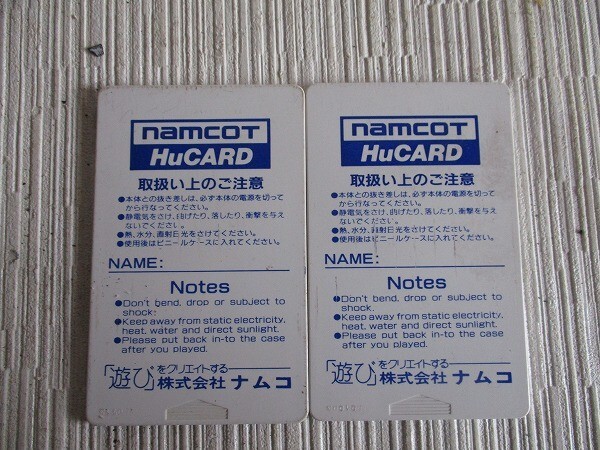 namcoT
HuCARD
取扱い上のご注意
●本体との抜き差しは、必ず本体の電源を切って
から行なってください。
●静電気をさけ、曲げたり、落したり、衝撃を与え
ないでください。
●熱、水分、直射日光をさけてください。
●使用後はビニールケースに入れてください。
NAME:
Notes
●Don't bend, drop or subject to
shock.
●Keep away from static electricity,
heat, water and direct sunlight.
●Please put back in-to the case
after you played.
「遊び」をクリエイトする
株式会社ナムコ
namcoT
HuCARD
取扱い上のご注意
●本体との抜き差しは、必ず本体の電源を切って
から行なってください。
●静電気をさけ、曲げたり、落したり、衝撃を与え
ないでください。
●熱、水分、直射日光をさけてください。
●使用後はビニールケースに入れてください。
NAME:
Notes
●Don't bend, drop or subject to
shock.
●Keep away from static electricity,
heat, water and direct sunlight.
●Please put back in-to the case
after you played.
「遊び」をクリエイトする
株式会社ナムコ